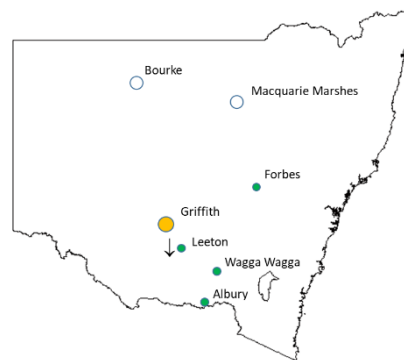 Bourke
Macquarie Marshes
Forbes
Griffith
Leeton
Wagga Wagga
Albury